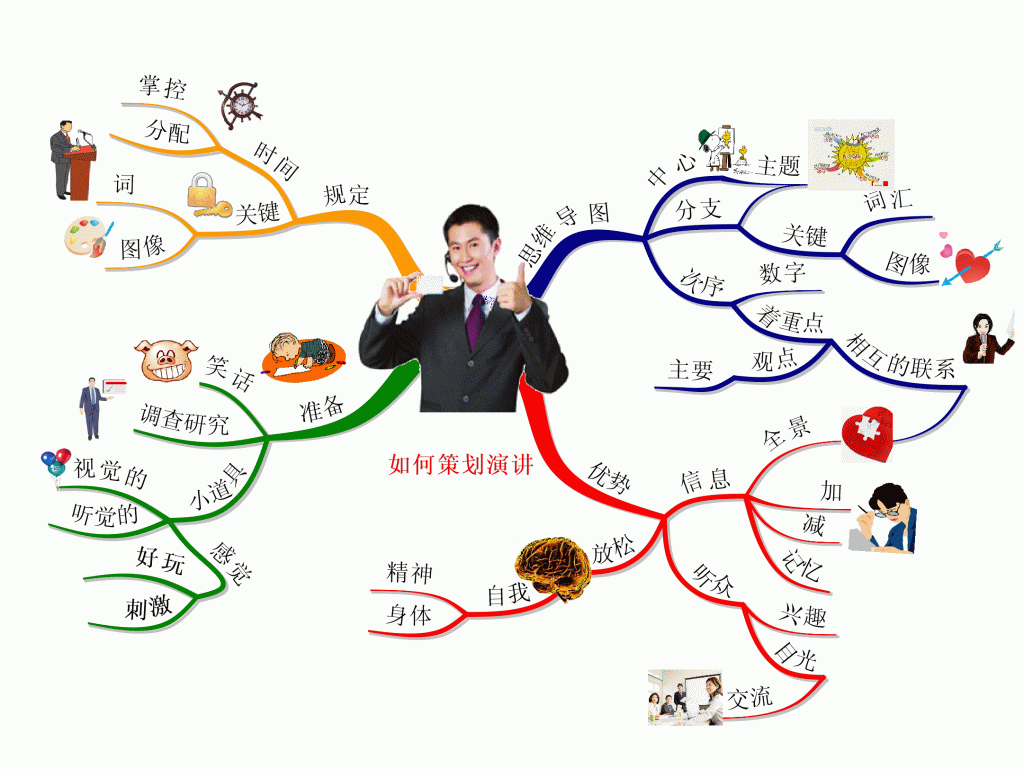 如何策划演讲
思维导图
中心
主题
分支
关键
词汇
图像
次序
数字
着重点
观点
主要
相互的联系
优势
信息
全景
加
减
记忆
听众
兴趣
目光
交流
放松
自我
精神
身体
准备
笑话
调查研究
小道具
视觉的
听觉的
感觉
好玩
刺激
规定
时间
掌控
分配
关键
词
图像